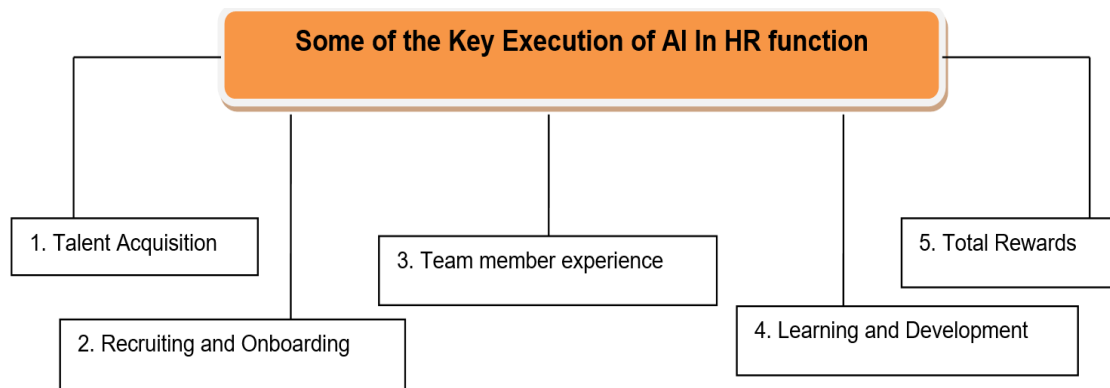 Some of the Key Execution of AI In HR function
1. Talent Acquisition
2. Recruiting and Onboarding
3. Team member experience
4. Learning and Development
5. Total Rewards